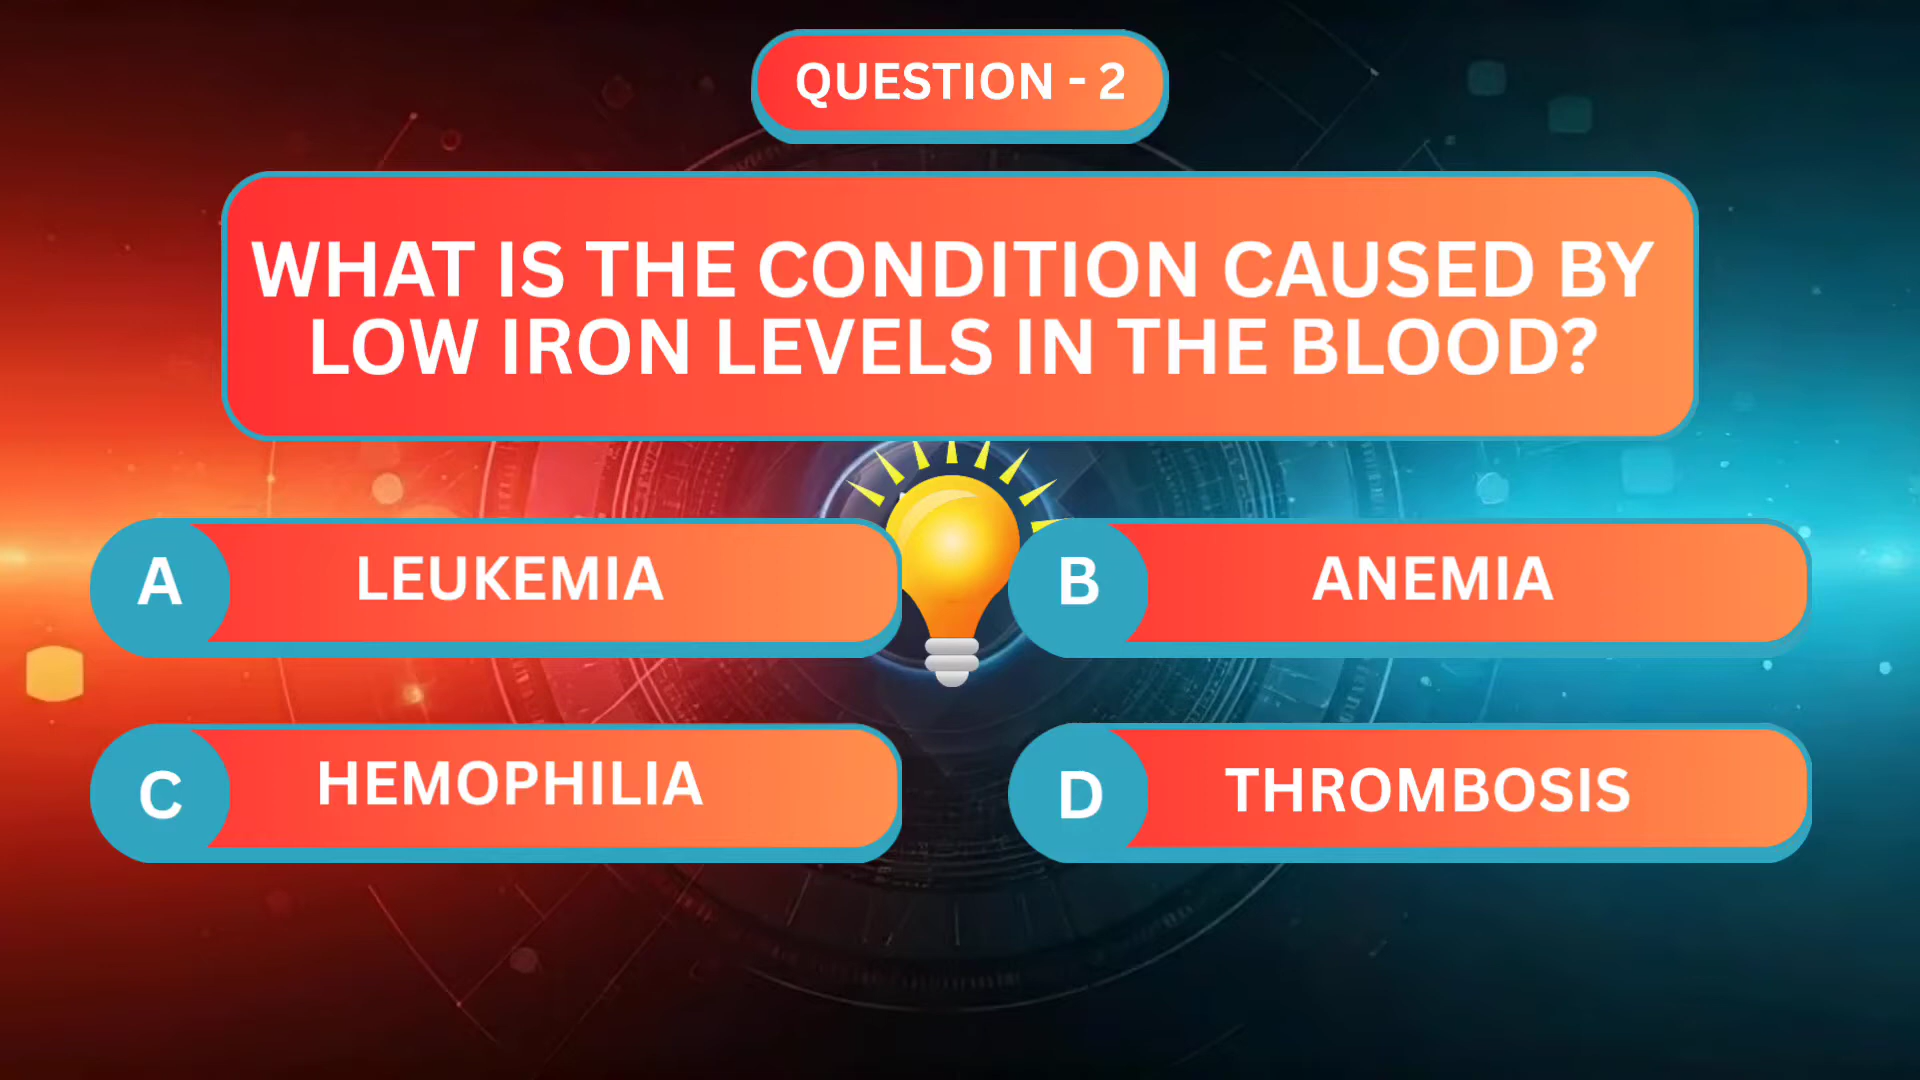 QUESTION - 2
WHAT IS THE CONDITION CAUSED BY
LOW IRON LEVELS IN THE BLOOD?
A
LEUKEMIA
B
ANEMIA
C
HEMOPHILIA
D
THROMBOSIS